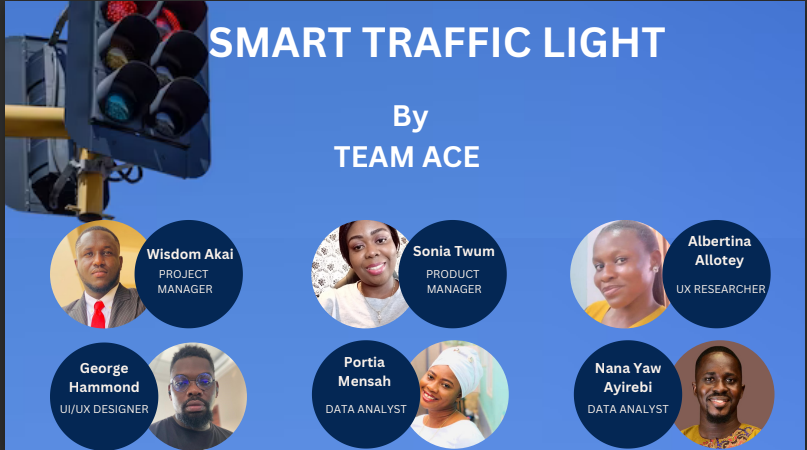 SMART TRAFFIC LIGHT
By
TEAM ACE
Wisdom Akai
PROJECT
MANAGER
Sonia Twum
PRODUCT
MANAGER
Albertina
Allotey
UX RESEARCHER
George
Hammond
UI/UX DESIGNER
Portia
Mensah
DATA ANALYST
Nana Yaw
Ayirebi
DATA ANALYST